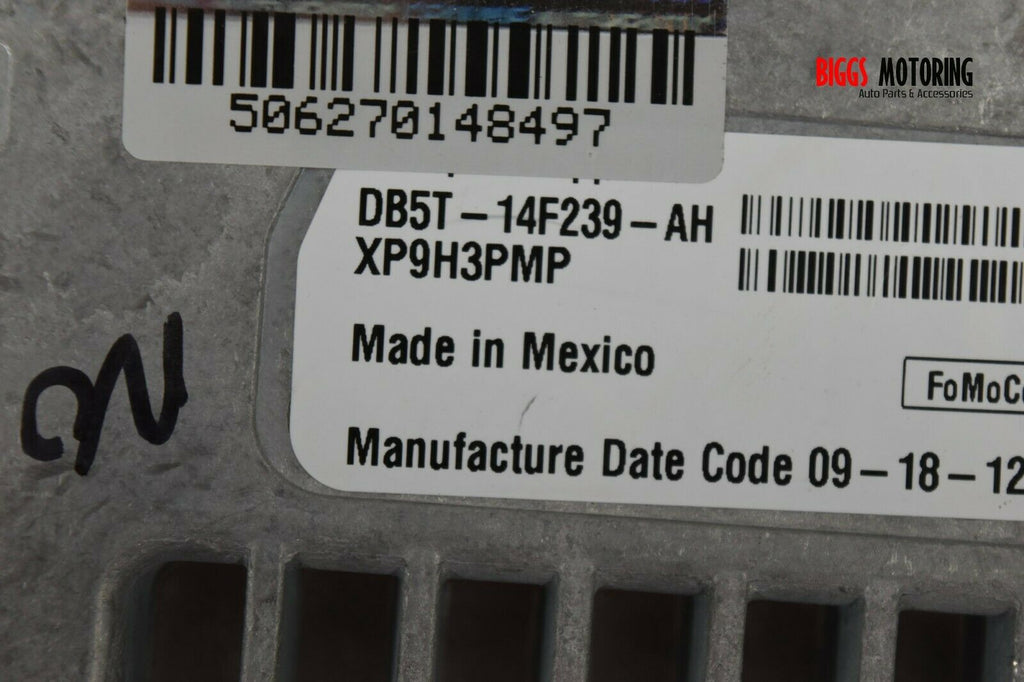 BIGGS MOTORING
Auto Parts & Accessories
506270148497
DB5T-14F239-AH
XP9H3PMP
Made in Mexico
FoMoC
Manufacture Date Code 09-18-12